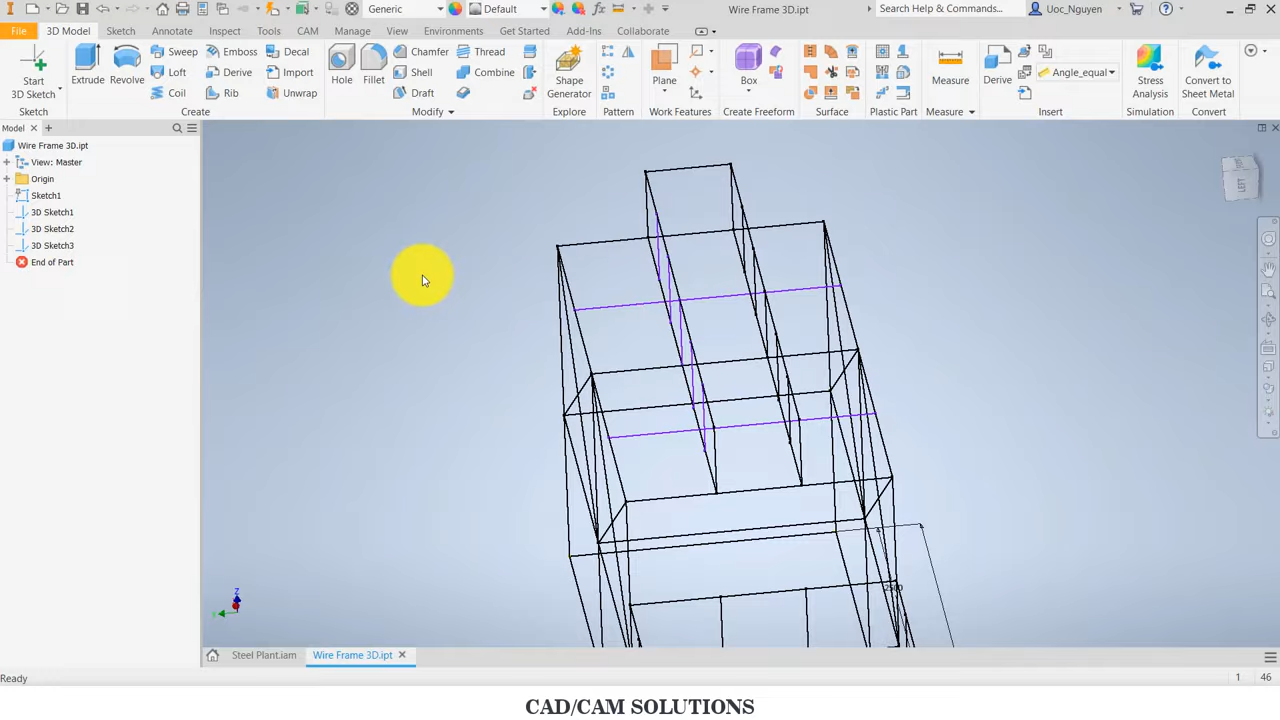 Generic
Default
Wire Frame 3D.ipt
Search Help & Commands...
Uoc_Nguyen
File
3D Model
Sketch
Annotate
Inspect
Tools
CAM
Manage
View
Environments
Get Started
Add-Ins
Collaborate
Start
3D Sketch
Sketch
Extrude
Revolve
Sweep
Loft
Coil
Emboss
Derive
Rib
Decal
Import
Unwrap
Create
Hole
Fillet
Chamfer
Shell
Draft
Thread
Combine
Modify
Shape
Generator
Explore
Pattern
Plane
Work Features
Box
Create Freeform
Surface
Plastic Part
Measure
Measure
Derive
Angle_equal
Insert
Stress
Analysis
Simulation
Convert to
Sheet Metal
Convert
Model
Wire Frame 3D.ipt
View: Master
Origin
Sketch1
3D Sketch1
3D Sketch2
3D Sketch3
End of Part
Z
Steel Plant.iam
Wire Frame 3D.ipt
Ready
1
46
CAD/CAM SOLUTIONS